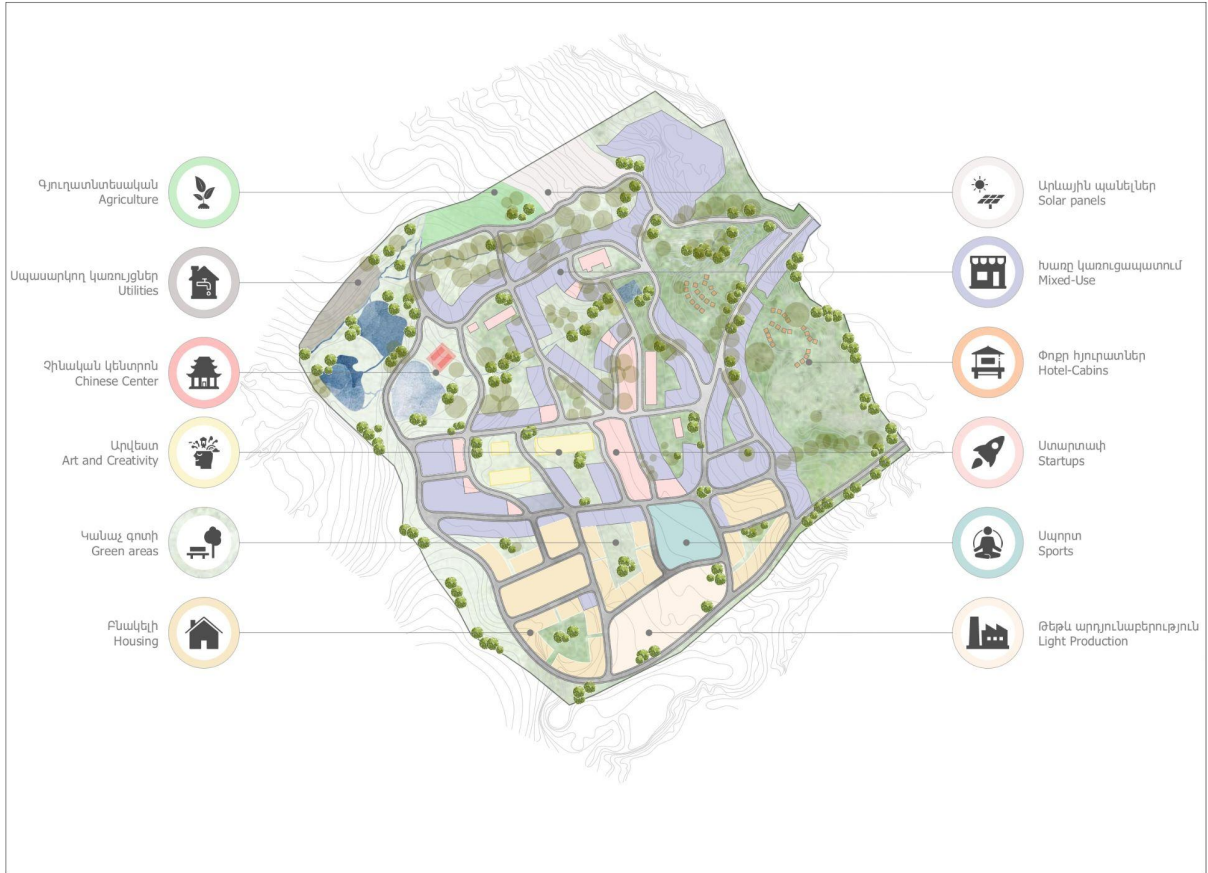 Գյուղատնտեսական
Agriculture
Սպասարկող կառույցներ
Utilities
Չինական կենտրոն
Chinese Center
Արվեստ
Art and Creativity
Կանաչ գոտի
Green areas
Բնակելի
Housing
Արևային պանելներ
Solar panels
Խառը կառուցապատում
Mixed-Use
Փոքր հյուրատներ
Hotel-Cabins
Ստարտափ
Startups
Սպորտ
Sports
Թեթև արդյունաբերություն
Light Production